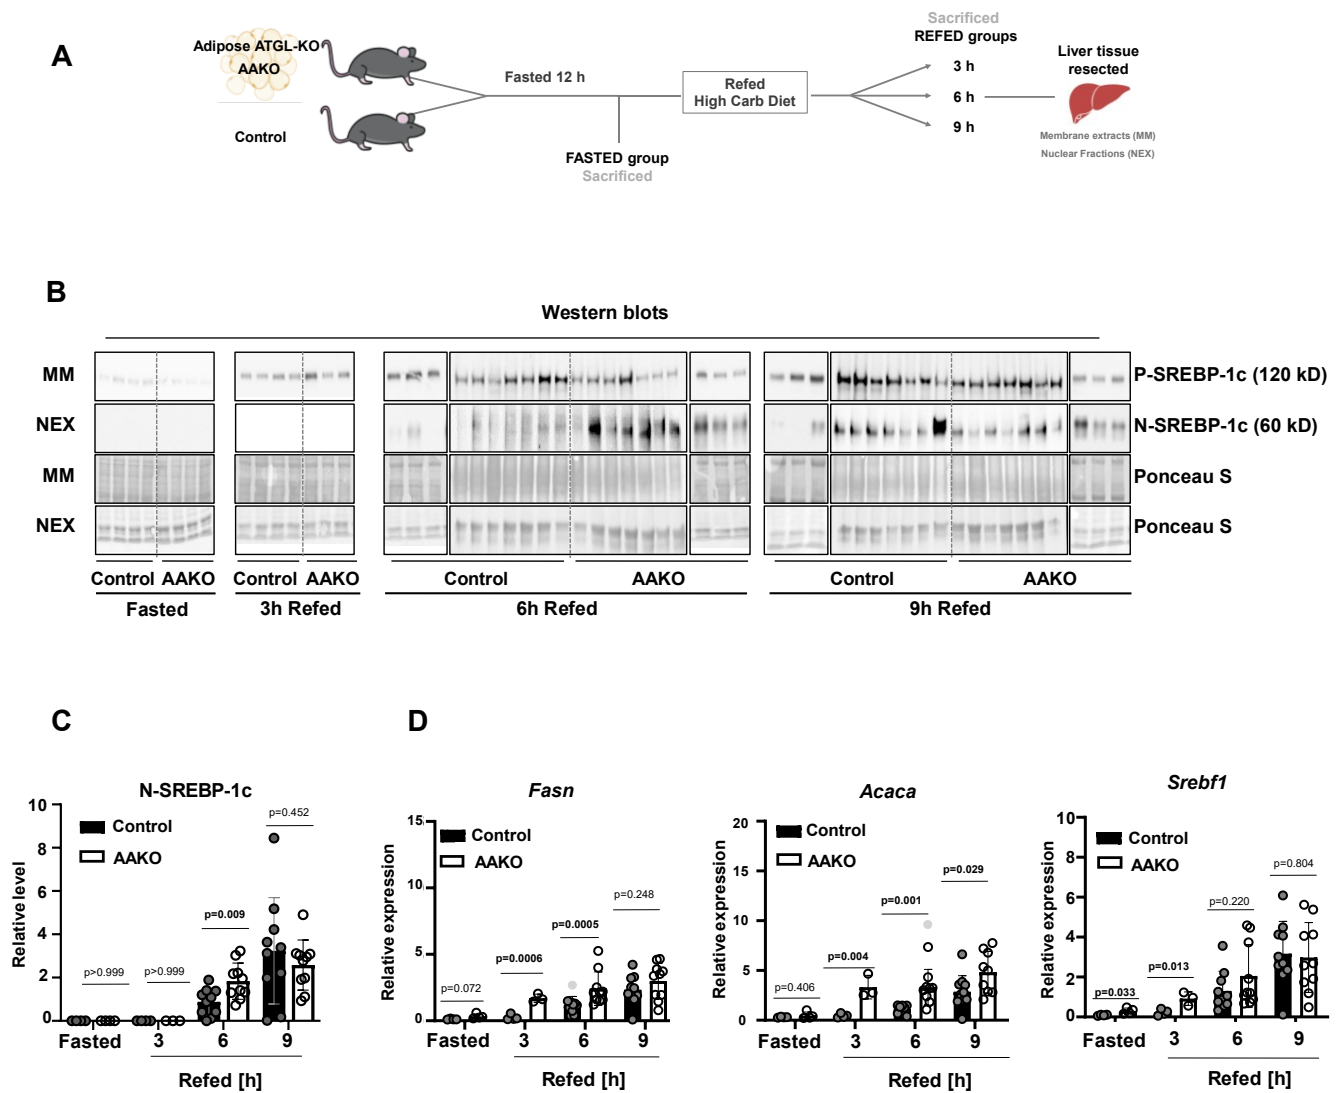 A
Adipose ATGL-KO
AAKO
Control
Fasted 12 h
FASTED group
Sacrificed
Refed
High Carb Diet
Sacrificed
REFED groups
3 h
6 h
9 h
Liver tissue
resected
Membrane extracts (MM)
Nuclear Fractions (NEX)
B
Western blots
MM
P-SREBP-1c (120 kD)
NEX
N-SREBP-1c (60 kD)
MM
Ponceau S
NEX
Ponceau S
Control AAKO Control AAKO Control AAKO Control AAKO
Fasted 3h Refed 6h Refed 9h Refed
C
N-SREBP-1c
Relative level
10
8
6
4
2
0
Control
AAKO
p>0.999
p>0.999
p=0.009
p=0.452
Fasted 3 6 9
Refed [h]
D
Fasn
Relative expression
15
10
5
0
Control
AAKO
p=0.072
p=0.0006
p=0.0005
p=0.248
Fasted 3 6 9
Refed [h]
Acaca
Relative expression
20
15
10
5
0
Control
AAKO
p=0.406
p=0.004
p=0.001
p=0.029
Fasted 3 6 9
Refed [h]
Srebf1
Relative expression
10
8
6
4
2
0
Control
AAKO
p=0.033
p=0.013
p=0.220
p=0.804
Fasted 3 6 9
Refed [h]